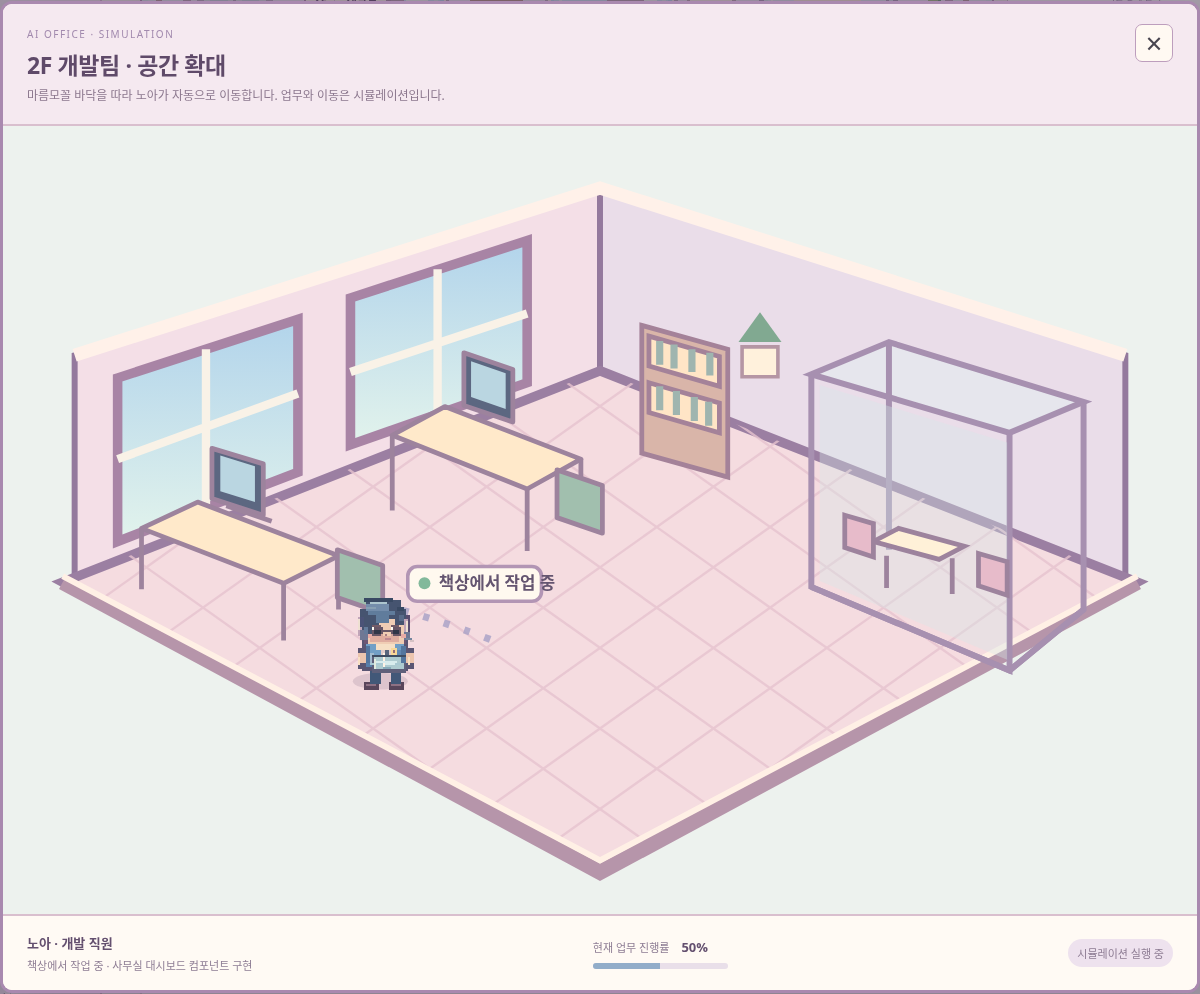 AI OFFICE · SIMULATION
2F 개발팀 · 공간 확대
마름모꼴 바닥을 따라 노아가 자동으로 이동합니다. 업무와 이동은 시뮬레이션입니다.
책상에서 작업 중
노아 · 개발 직원
책상에서 작업 중 · 사무실 대시보드 컴포넌트 구현
현재 업무 진행률 50%
시뮬레이션 실행 중